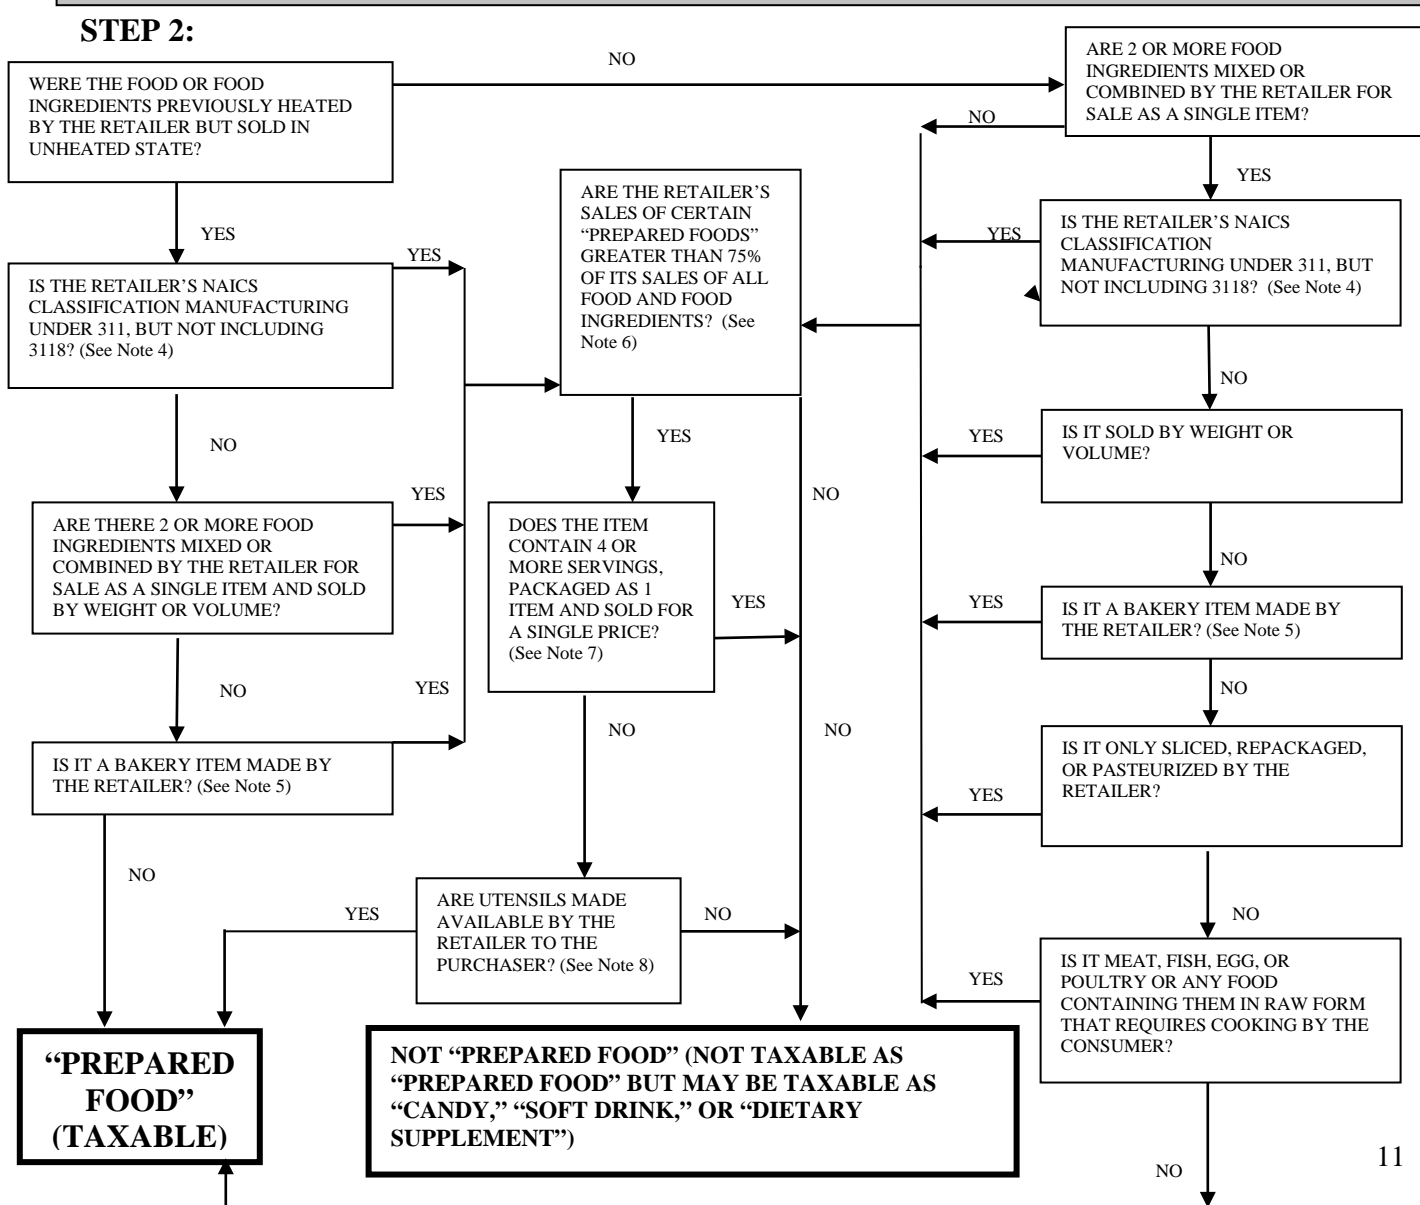 STEP 2:
WERE THE FOOD OR FOOD
INGREDIENTS PREVIOUSLY HEATED
BY THE RETAILER BUT SOLD IN
UNHEATED STATE?
NO
ARE 2 OR MORE FOOD
INGREDIENTS MIXED OR
COMBINED BY THE RETAILER FOR
SALE AS A SINGLE ITEM?
NO
YES
YES
IS THE RETAILER’S NAICS
CLASSIFICATION MANUFACTURING
UNDER 311, BUT NOT INCLUDING
3118? (See Note 4)
YES
ARE THE RETAILER’S
SALES OF CERTAIN
“PREPARED FOODS”
GREATER THAN 75%
OF ITS SALES OF ALL
FOOD AND FOOD
INGREDIENTS? (See
Note 6)
YES
IS THE RETAILER’S NAICS
CLASSIFICATION
MANUFACTURING UNDER 311, BUT
NOT INCLUDING 3118? (See Note 4)
NO
YES
NO
NO
ARE THERE 2 OR MORE FOOD
INGREDIENTS MIXED OR
COMBINED BY THE RETAILER FOR
SALE AS A SINGLE ITEM AND SOLD
BY WEIGHT OR VOLUME?
YES
DOES THE ITEM
CONTAIN 4 OR
MORE SERVINGS,
PACKAGED AS 1
ITEM AND SOLD FOR
A SINGLE PRICE?
(See Note 7)
YES
YES
IS IT SOLD BY WEIGHT OR
VOLUME?
NO
YES
IS IT A BAKERY ITEM MADE BY
THE RETAILER? (See Note 5)
NO
NO
YES
IS IT A BAKERY ITEM MADE BY
THE RETAILER? (See Note 5)
NO
NO
NO
YES
IS IT ONLY SLICED, REPACKAGED,
OR PASTEURIZED BY THE
RETAILER?
NO
YES
ARE UTENSILS MADE
AVAILABLE BY THE
RETAILER TO THE
PURCHASER? (See Note 8)
NO
YES
IS IT MEAT, FISH, EGG, OR
POULTRY OR ANY FOOD
CONTAINING THEM IN RAW FORM
THAT REQUIRES COOKING BY THE
CONSUMER?
“PREPARED
FOOD”
(TAXABLE)
NOT “PREPARED FOOD” (NOT TAXABLE AS
“PREPARED FOOD” BUT MAY BE TAXABLE AS
“CANDY,” “SOFT DRINK,” OR “DIETARY
SUPPLEMENT”)
NO
11